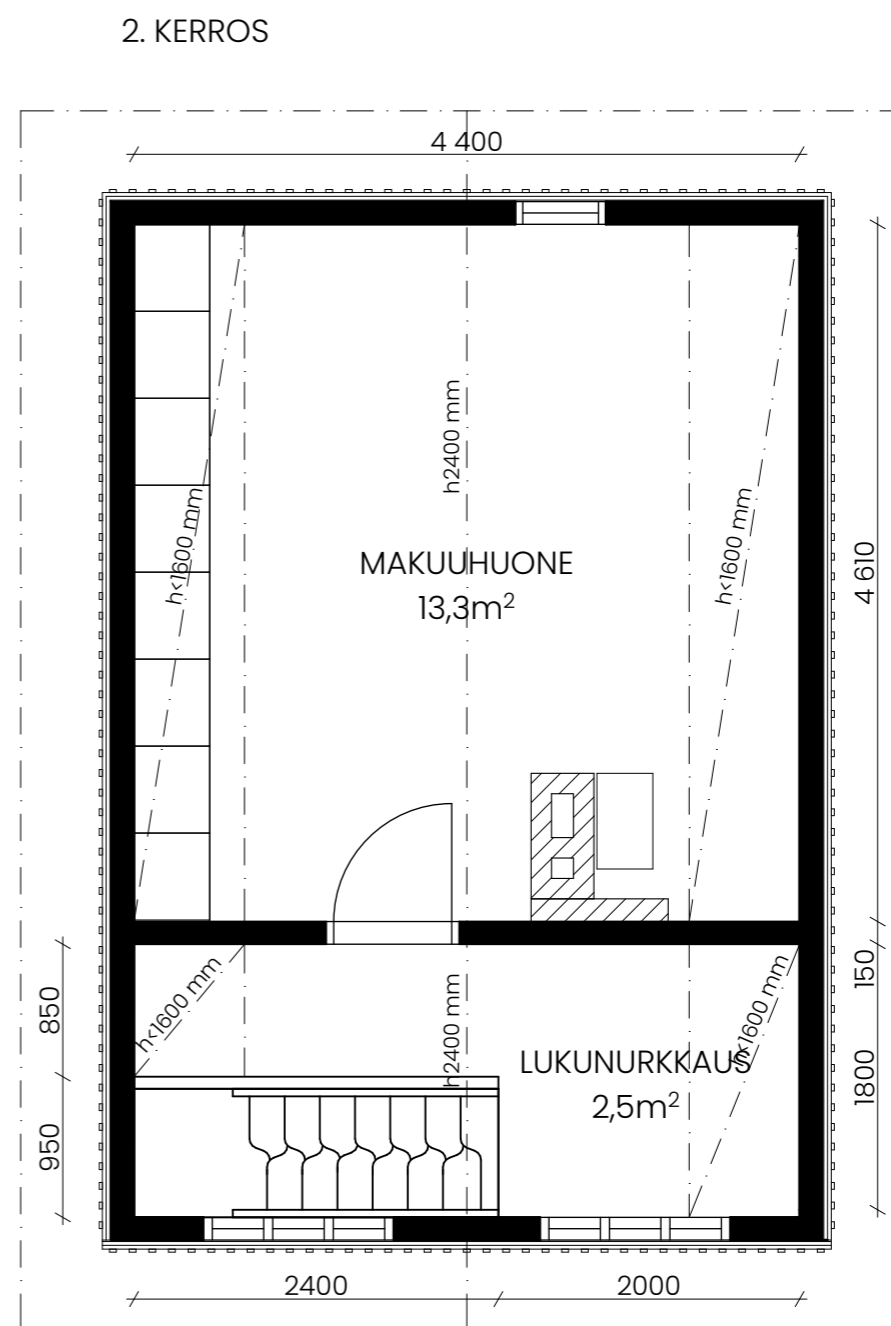 2. KERROS
4 400
h2400 mm
h<1600 mm
h<1600 mm
4 610
MAKUUHUONE
13,3m²
850
h<1600 mm
h2400 mm
h<1600 mm
150
LUKUNURKKAUS
2,5m²
1800
950
2400
2000